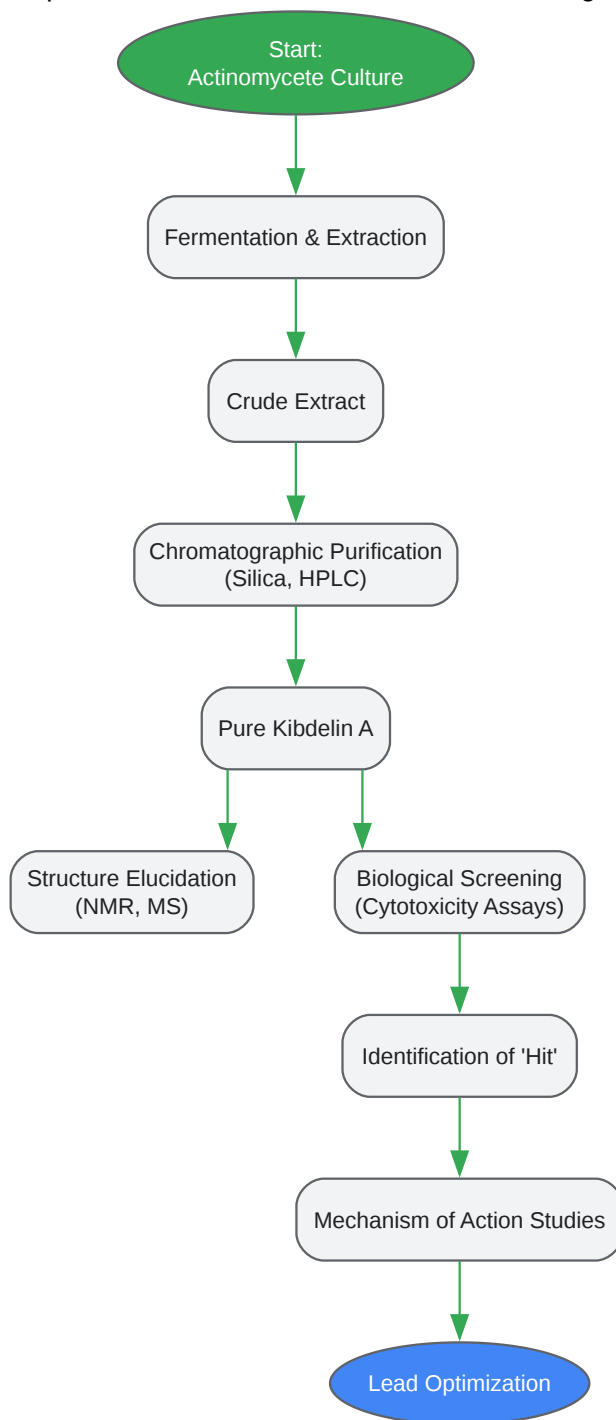 Start:
Actinomycete Culture
Fermentation & Extraction
Crude Extract
Chromatographic Purification
(Silica, HPLC)
Pure Kibdelin A
Structure Elucidation
(NMR, MS)
Biological Screening
(Cytotoxicity Assays)
Identification of 'Hit'
Mechanism of Action Studies
Lead Optimization